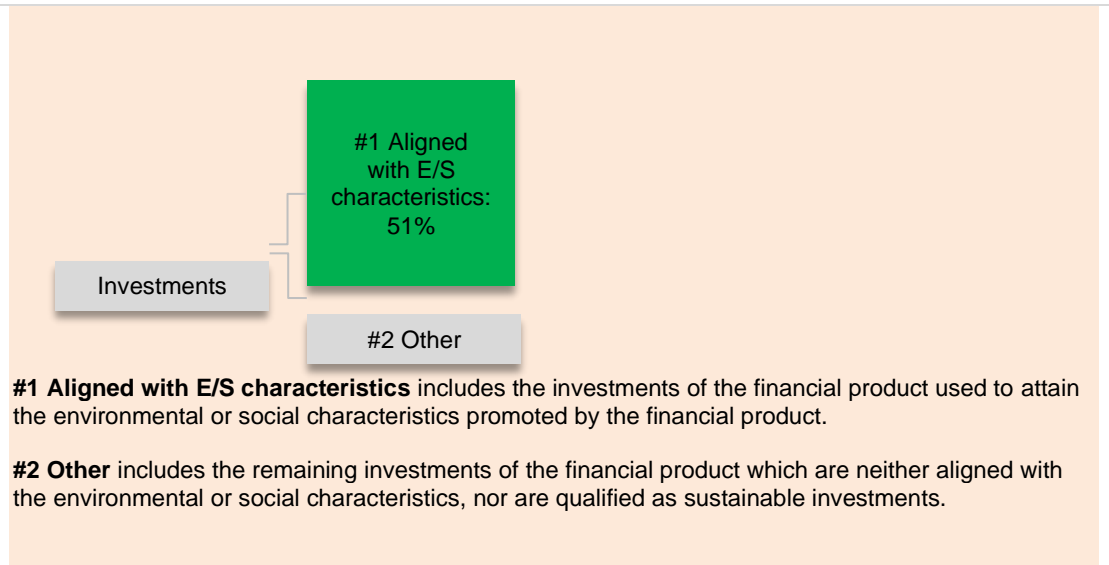 #1 Aligned
with E/S
characteristics:
51%
Investments
#2 Other
#1 Aligned with E/S characteristics includes the investments of the financial product used to attain
the environmental or social characteristics promoted by the financial product.
#2 Other includes the remaining investments of the financial product which are neither aligned with
the environmental or social characteristics, nor are qualified as sustainable investments.